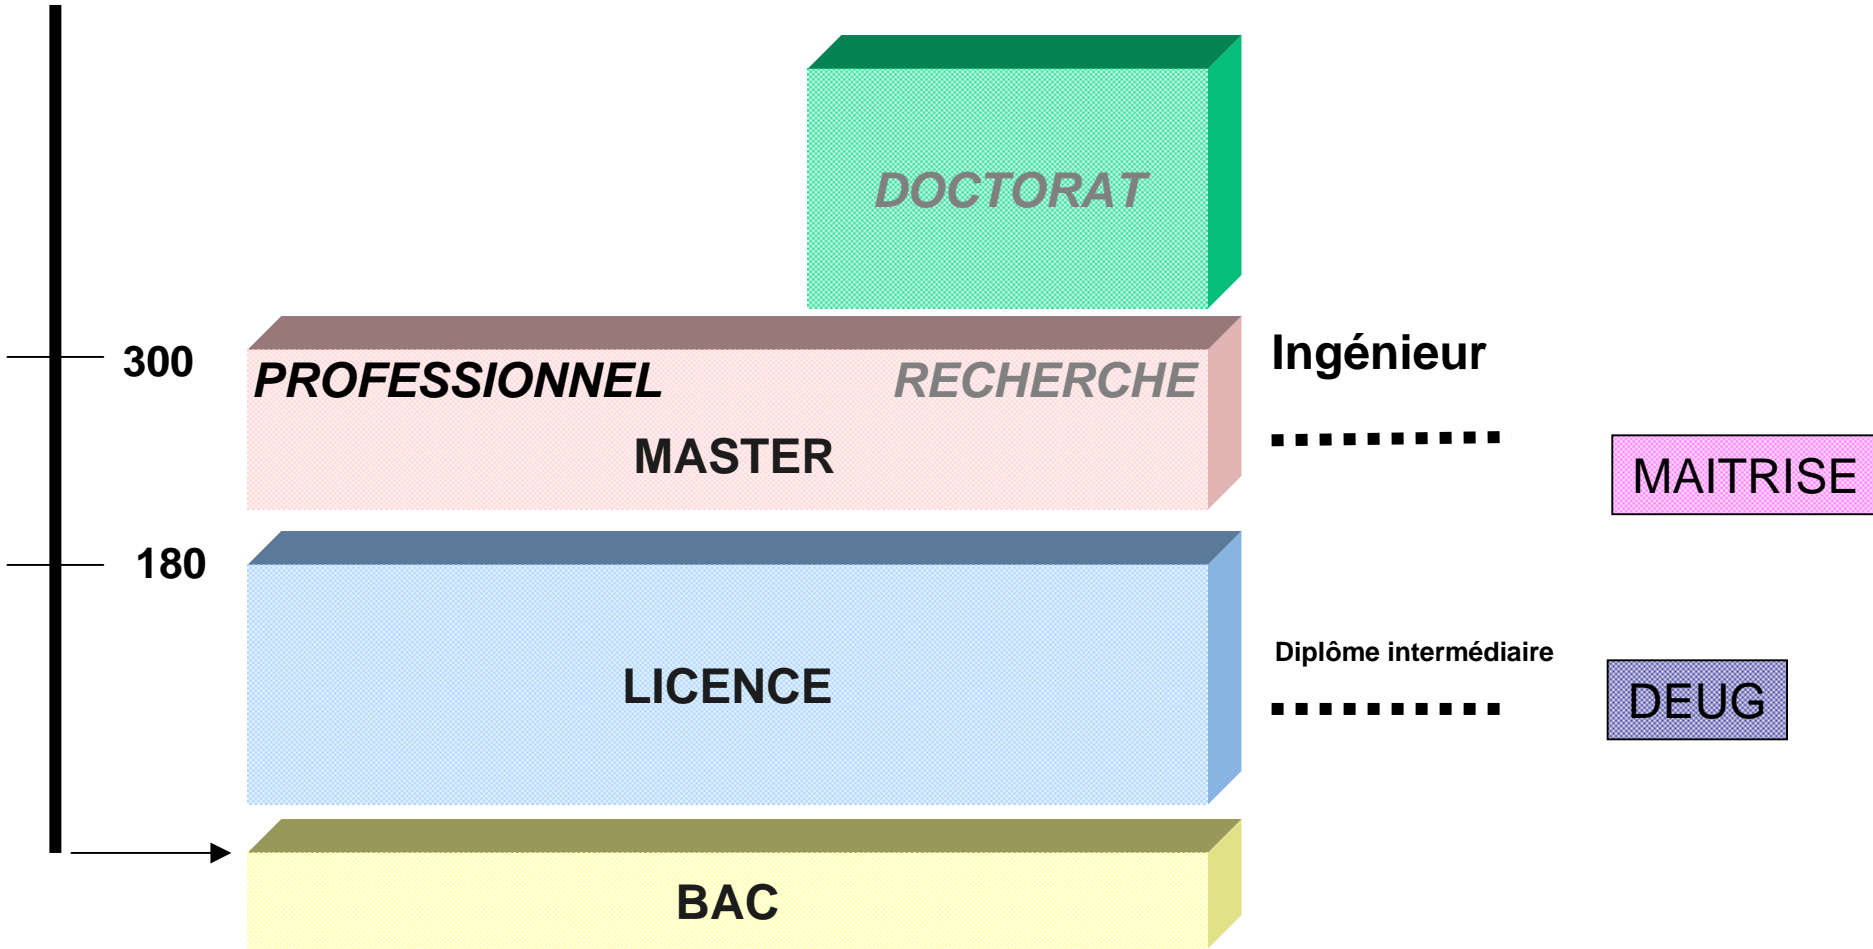 DOCTORAT
300
PROFESSIONNEL
RECHERCHE
Ingénieur
MASTER
MAITRISE
180
LICENCE
Diplôme intermédiaire
DEUG
BAC